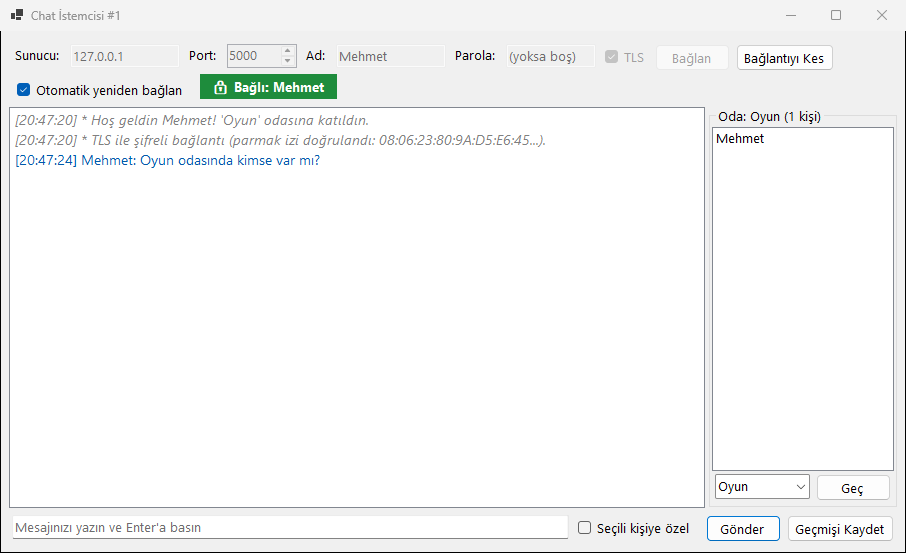 Chat İstemcisi #1
Sunucu: 127.0.0.1 Port: 5000 Ad: Mehmet Parola: (yoksa boş) TLS Bağlan Bağlantıyı Kes
Otomatik yeniden bağlan Bağlı: Mehmet
[20:47:20] * Hoş geldin Mehmet! 'Oyun' odasına katıldın.
[20:47:20] * TLS ile şifreli bağlantı (parmak izi doğrulandı: 08:06:23:80:9A:D5:E6:45...).
[20:47:24] Mehmet: Oyun odasında kimse var mı?
Oda: Oyun (1 kişi)
Mehmet
Oyun Geç
Mesajınızı yazın ve Enter'a basın Seçili kişiye özel Gönder Geçmişi Kaydet